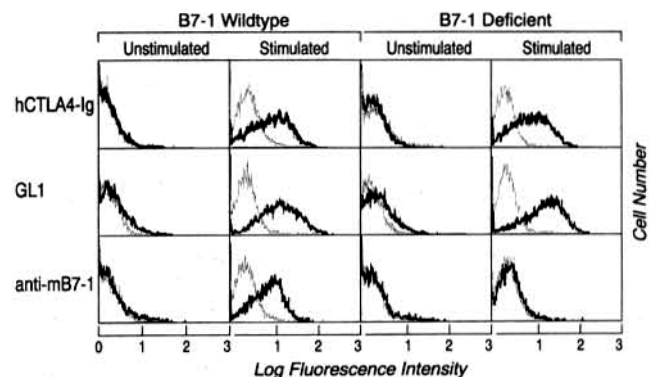 B7-1 Wildtype B7-1 Deficient
Unstimulated Stimulated Unstimulated Stimulated
hCTLA4-Ig
GL1
anti-mB7-1
Cell Number
0 1 2 3 1 2 3 1 2 3 1 2 3
Log Fluorescence Intensity